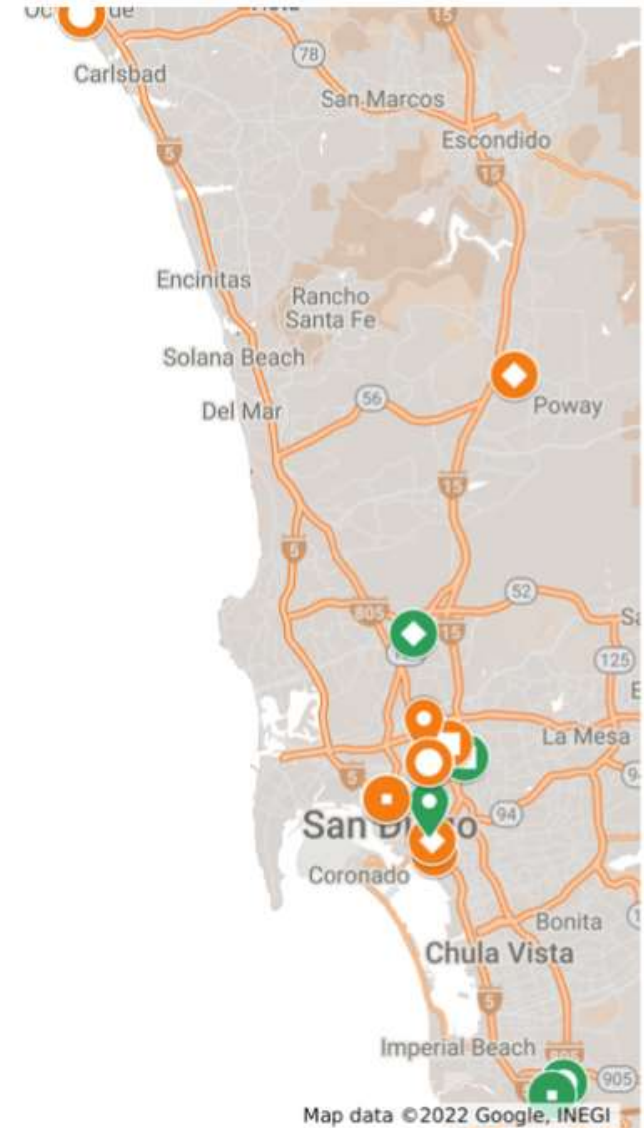 Carlsbad
78
15
San Marcos
Escondido
5
15
Encinitas
Rancho
Santa Fe
Solana Beach
56
Del Mar
Poway
15
5
52
805
15
125
La Mesa
5
94
San D
o
Coronado
Bonita
Chula Vista
5
Imperial Beach
805
905
Map data ©2022 Google, INEGI